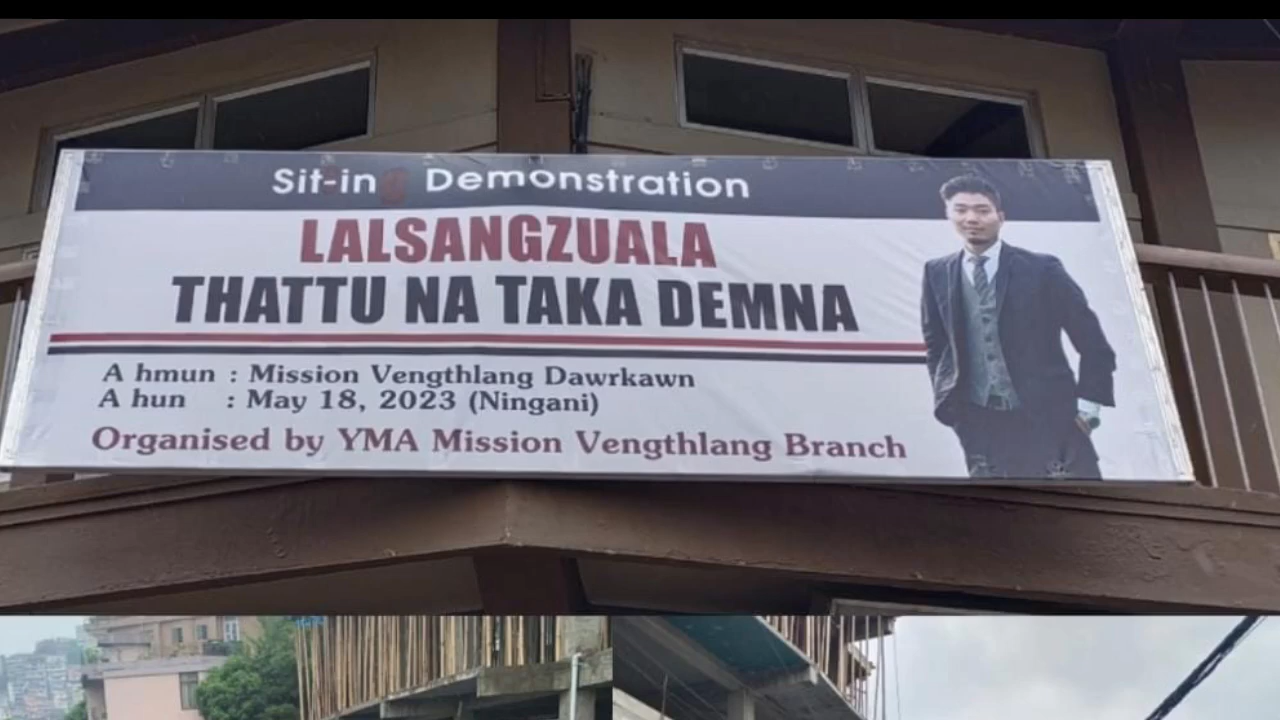 Sit-in Demonstration
LALSANGZUALA
THATTU NA TAKA DEMNA
A hmun : Mission Vengthlang Dawrkawn
A hun : May 18, 2023 (Ningani)
Organised by YMA Mission Vengthlang Branch